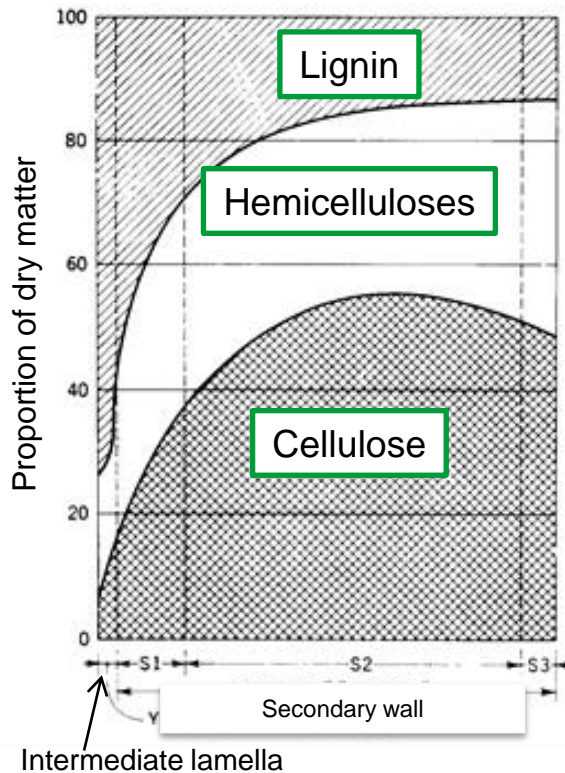 100
Lignin
80
Hemicelluloses
60
Proportion of dry matter
40
Cellulose
20
0
S1 S2 S3
Y
Secondary wall
Intermediate lamella